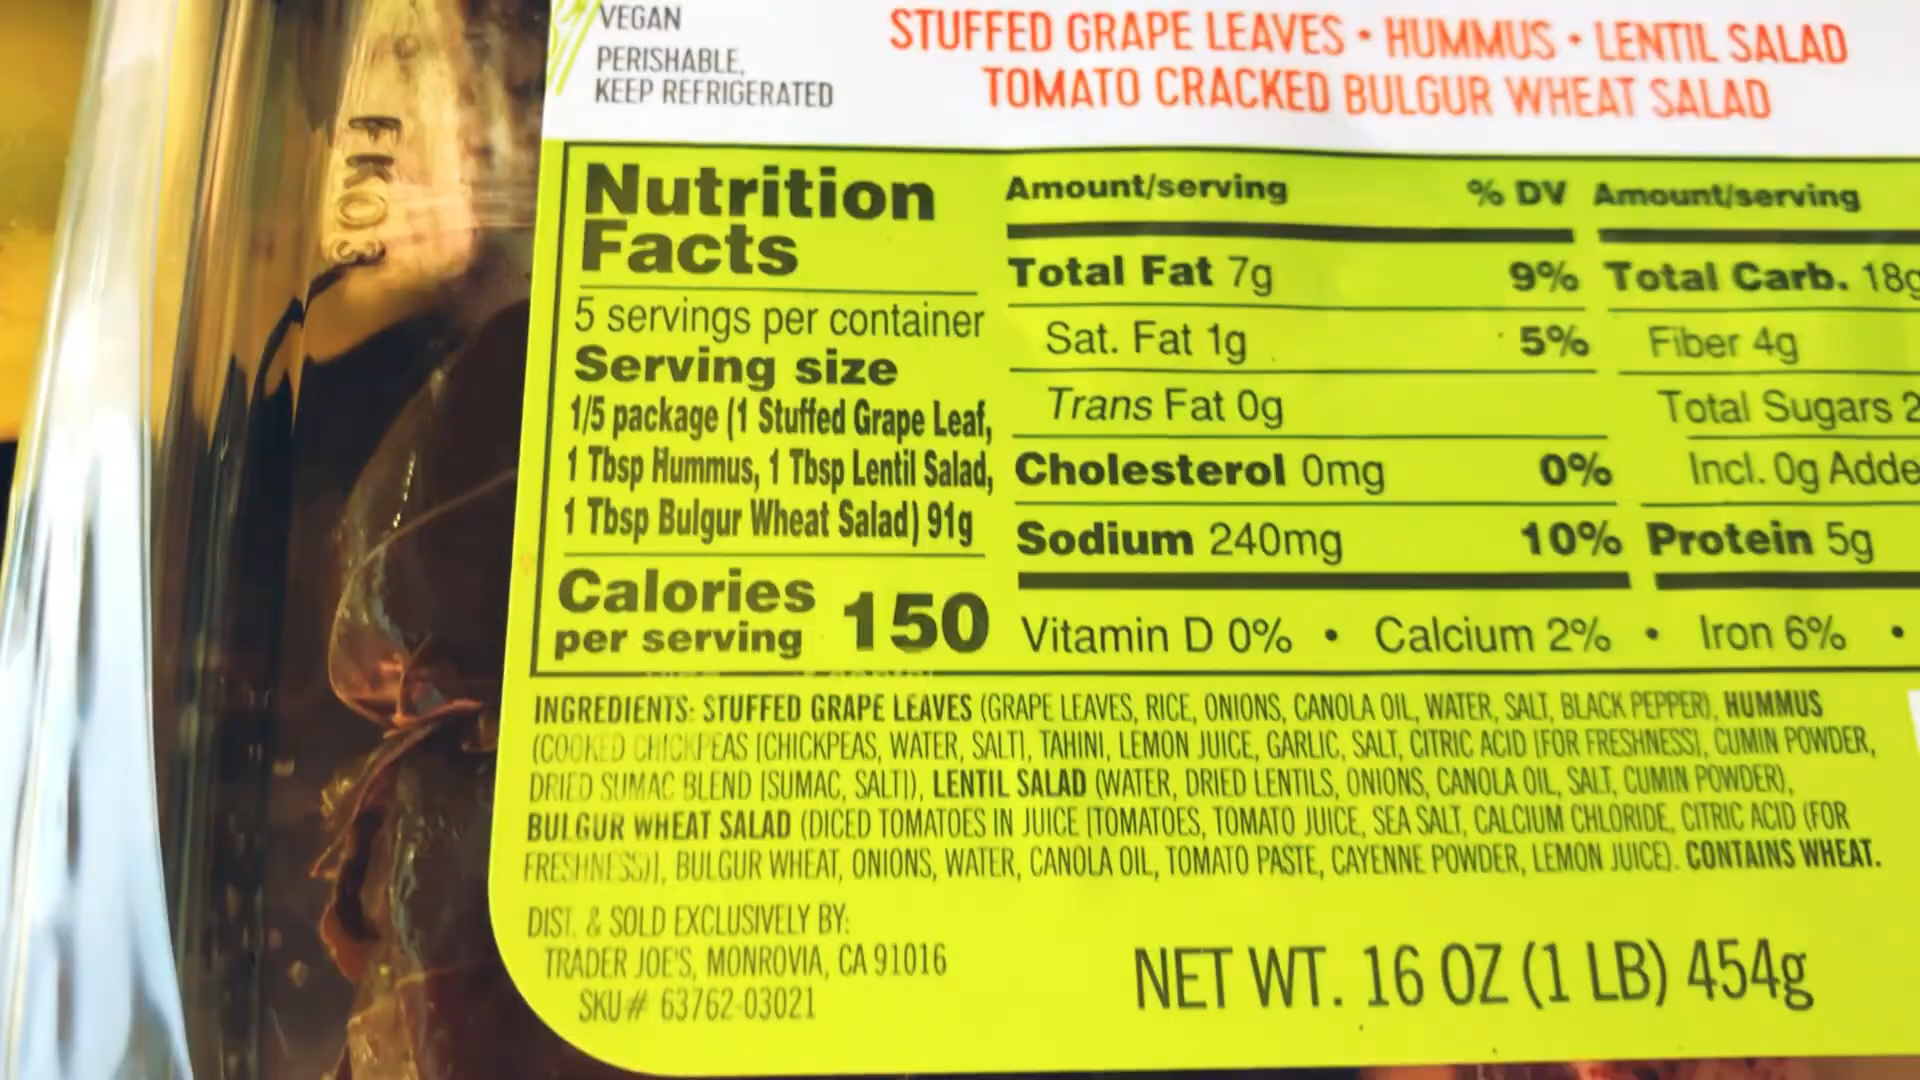 VEGAN
PERISHABLE,
KEEP REFRIGERATED
STUFFED GRAPE LEAVES • HUMMUS • LENTIL SALAD
TOMATO CRACKED BULGUR WHEAT SALAD
FK03
Nutrition
Facts
5 servings per container
Serving size
1/5 package (1 Stuffed Grape Leaf,
1 Tbsp Hummus, 1 Tbsp Lentil Salad,
1 Tbsp Bulgur Wheat Salad) 91g
Calories
per serving 150
Amount/serving % DV
Total Fat 7g 9%
Sat. Fat 1g 5%
Trans Fat 0g
Cholesterol 0mg 0%
Sodium 240mg 10%
Amount/serving
Total Carb. 18g
Fiber 4g
Total Sugars 2
Incl. 0g Adde
Protein 5g
Vitamin D 0% • Calcium 2% • Iron 6% •
INGREDIENTS: STUFFED GRAPE LEAVES (GRAPE LEAVES, RICE, ONIONS, CANOLA OIL, WATER, SALT, BLACK PEPPER), HUMMUS
(COOKED CHICKPEAS [CHICKPEAS, WATER, SALT], TAHINI, LEMON JUICE, GARLIC, SALT, CITRIC ACID [FOR FRESHNESS], CUMIN POWDER,
DRIED SUMAC BLEND [SUMAC, SALT]), LENTIL SALAD (WATER, DRIED LENTILS, ONIONS, CANOLA OIL, SALT, CUMIN POWDER),
BULGUR WHEAT SALAD (DICED TOMATOES IN JUICE [TOMATOES, TOMATO JUICE, SEA SALT, CALCIUM CHLORIDE, CITRIC ACID (FOR
FRESHNESS)], BULGUR WHEAT, ONIONS, WATER, CANOLA OIL, TOMATO PASTE, CAYENNE POWDER, LEMON JUICE). CONTAINS WHEAT.
DIST. & SOLD EXCLUSIVELY BY:
TRADER JOE'S, MONROVIA, CA 91016
SKU# 63762-03021
NET WT. 16 OZ (1 LB) 454g